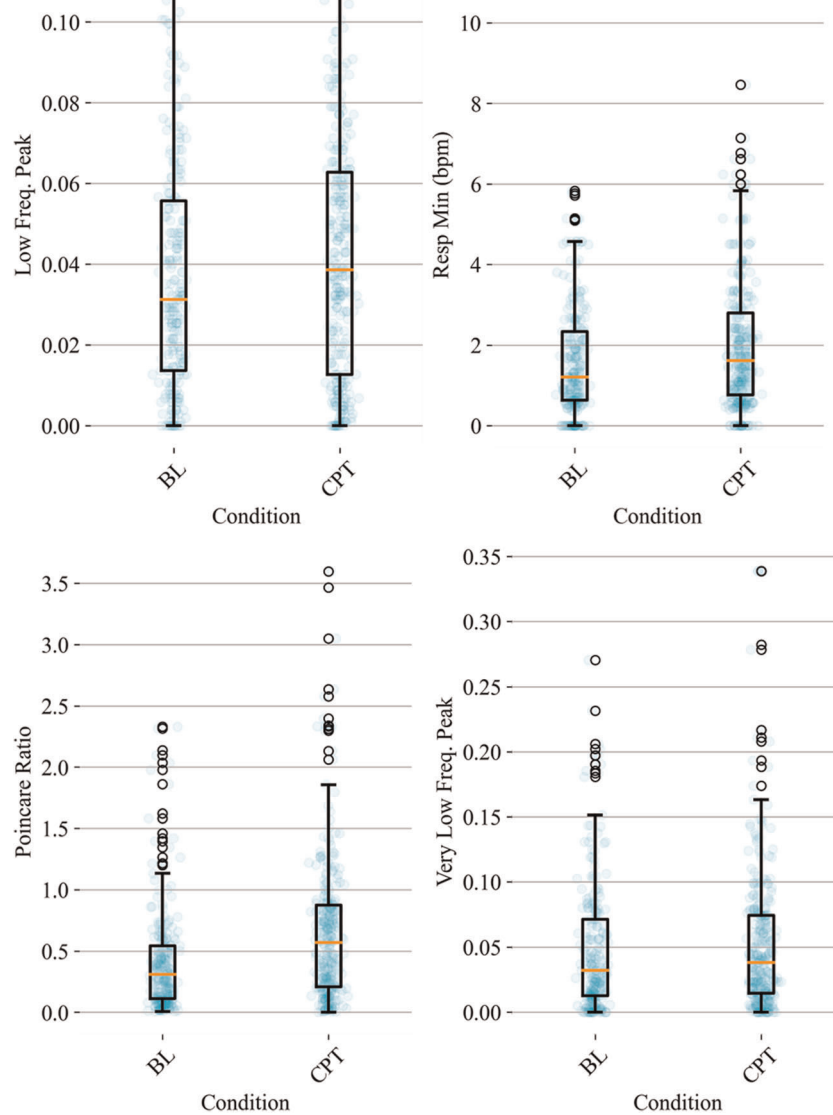 0.10
0.08
0.06
0.04
0.02
0.00
Low Freq. Peak
BL
CPT
Condition
10
8
6
4
2
0
Resp Min (bpm)
BL
CPT
Condition
3.5
3.0
2.5
2.0
1.5
1.0
0.5
0.0
Poincare Ratio
BL
CPT
Condition
0.35
0.30
0.25
0.20
0.15
0.10
0.05
0.00
Very Low Freq. Peak
BL
CPT
Condition